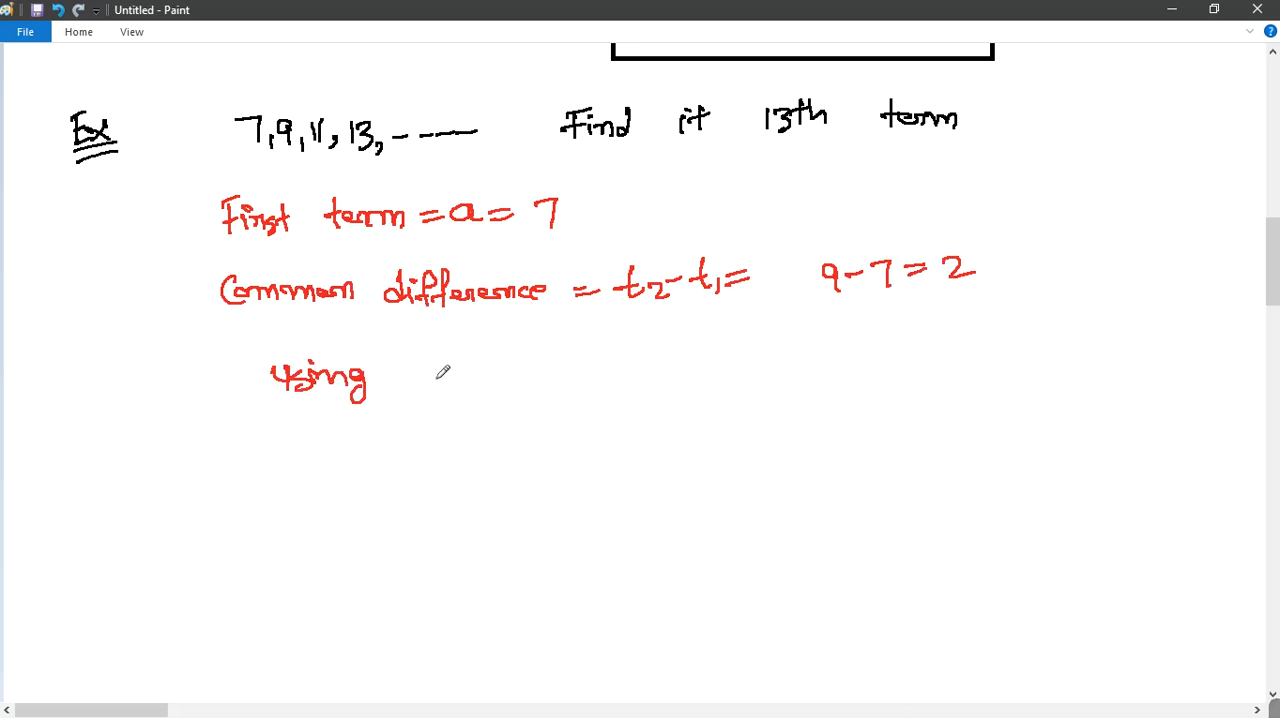 Untitled - Paint
File Home View
Ex 7, 9, 11, 13, - - — Find it 13th term
First term = a = 7
Common difference = t₂ - t₁ = 9 - 7 = 2
using